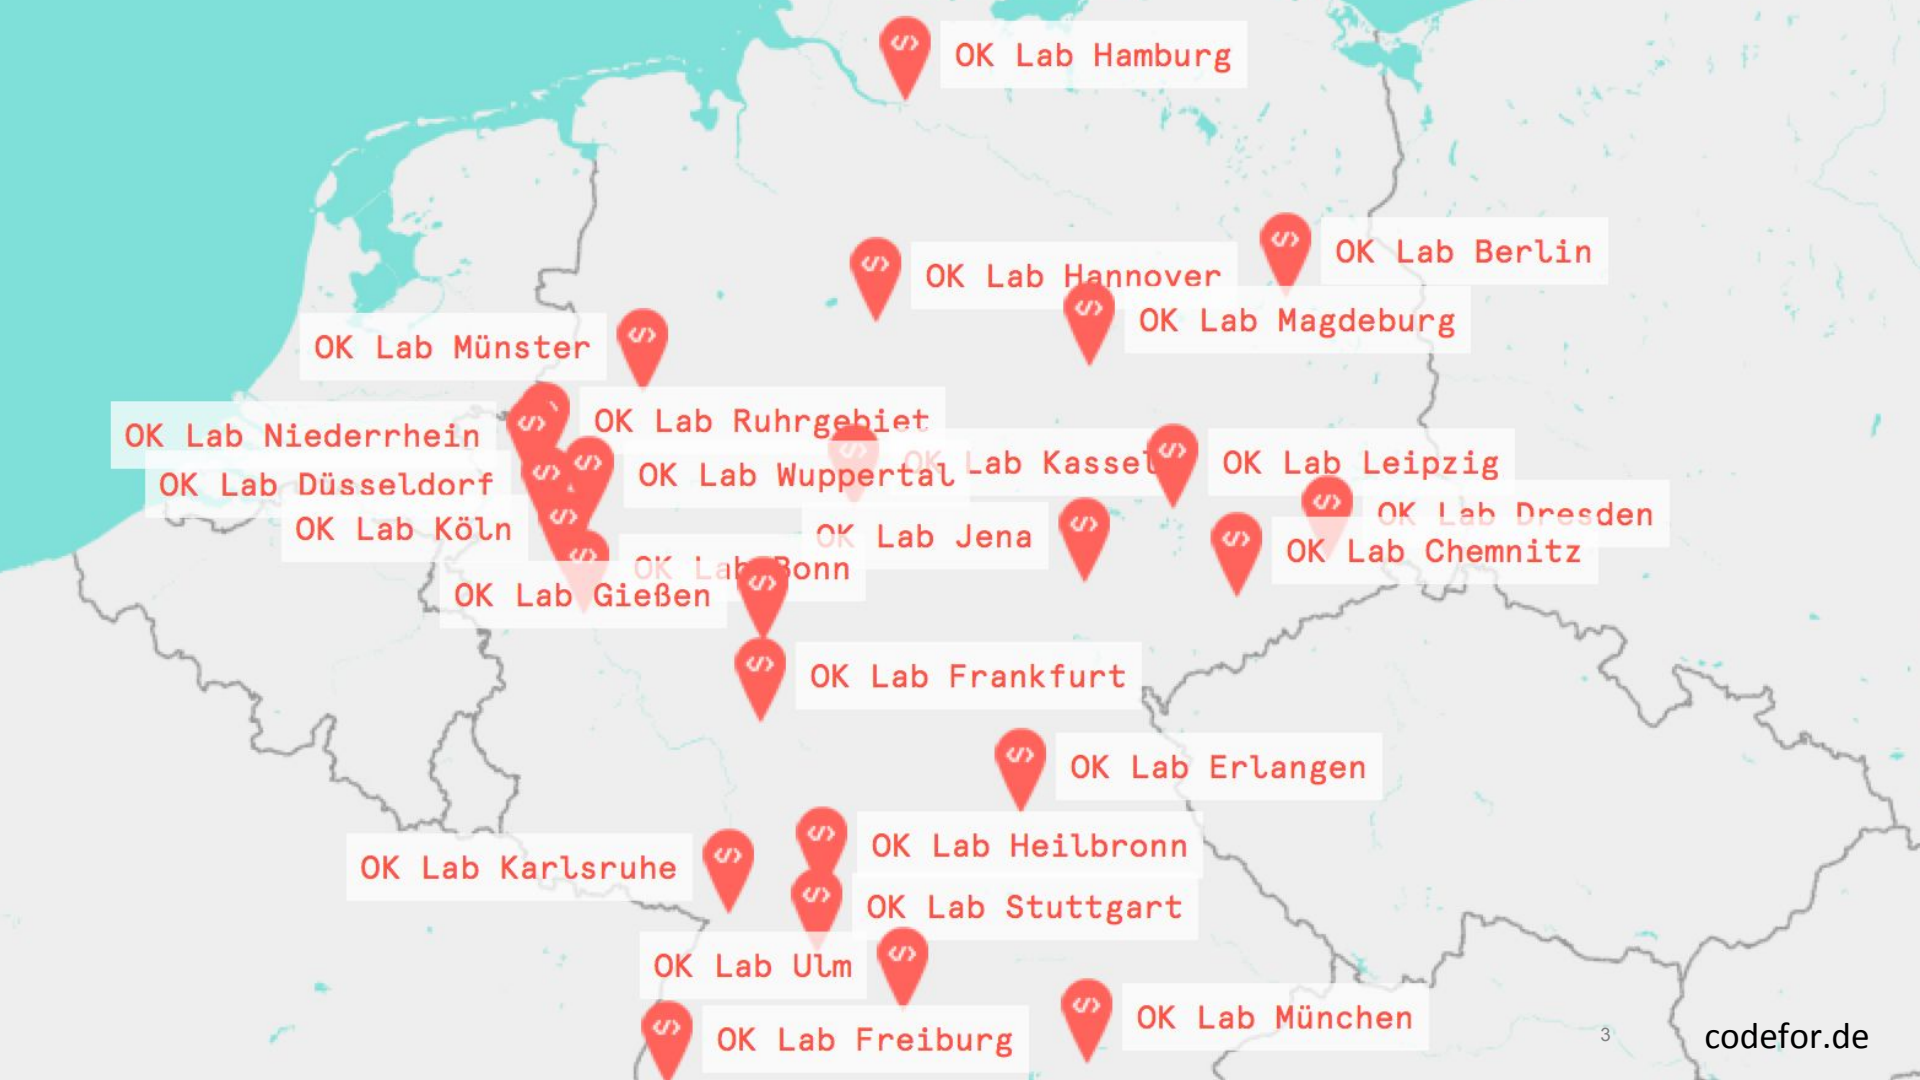 OK Lab Hamburg
OK Lab Berlin
OK Lab Hannover
OK Lab Magdeburg
OK Lab Münster
OK Lab Ruhrgebiet
OK Lab Niederrhein
OK Lab Kassel
OK Lab Leipzig
OK Lab Wuppertal
OK Lab Düsseldorf
OK Lab Dresden
OK Lab Köln
OK Lab Jena
OK Lab Chemnitz
OK Lab Bonn
OK Lab Gießen
OK Lab Frankfurt
OK Lab Erlangen
OK Lab Heilbronn
OK Lab Karlsruhe
OK Lab Stuttgart
OK Lab Ulm
OK Lab München
OK Lab Freiburg
3
codefor.de